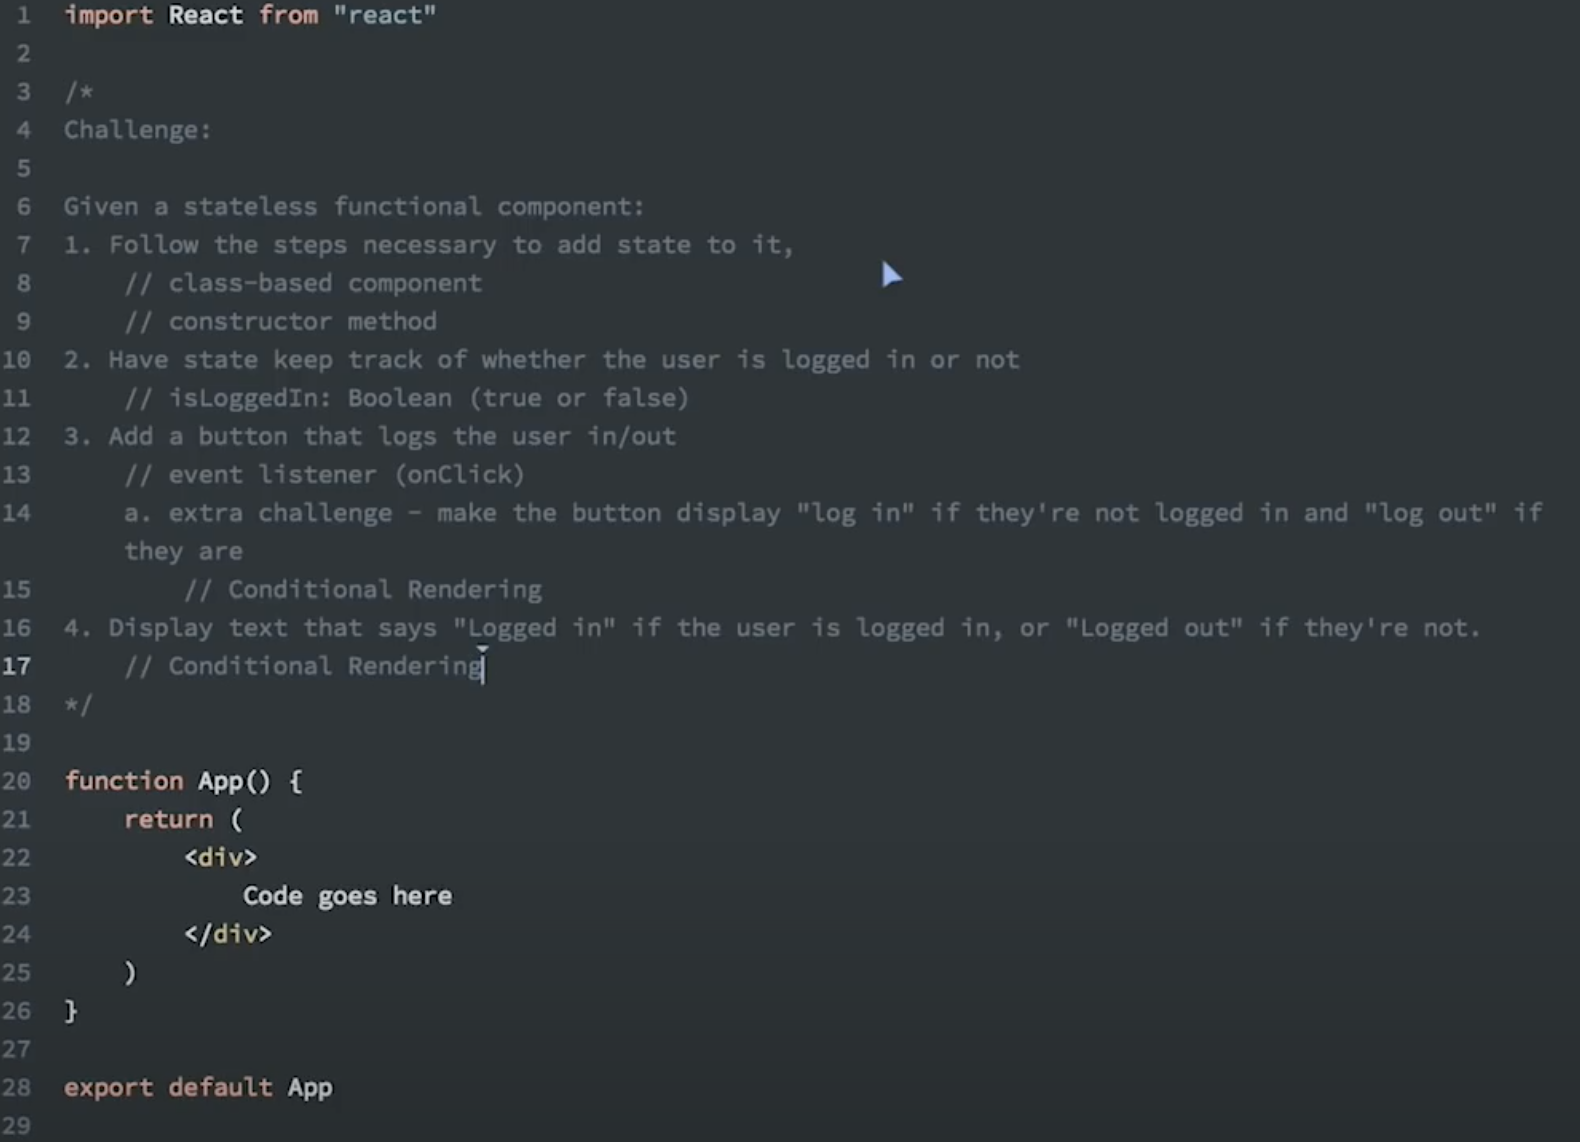 1 import React from "react"
2
3 /*
4 Challenge:
5
6 Given a stateless functional component:
7 1. Follow the steps necessary to add state to it,
8 // class-based component
9 // constructor method
10 2. Have state keep track of whether the user is logged in or not
11 // isLoggedIn: Boolean (true or false)
12 3. Add a button that logs the user in/out
13 // event listener (onClick)
14 a. extra challenge - make the button display "log in" if they're not logged in and "log out" if
they are
15 // Conditional Rendering
16 4. Display text that says "Logged in" if the user is logged in, or "Logged out" if they're not.
17 // Conditional Rendering
18 */
19
20 function App() {
21 return (
22 <div>
23 Code goes here
24 </div>
25 )
26 }
27
28 export default App
29